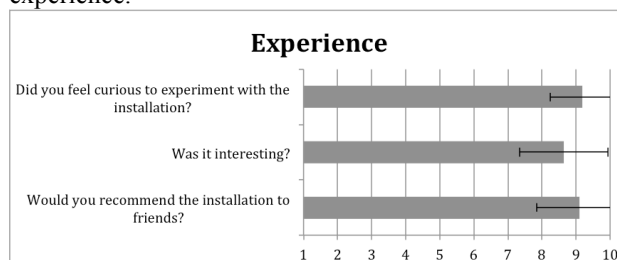 experience.
Experience
Did you feel curious to experiment with the
installation?
Was it interesting?
Would you recommend the installation to
friends?
1 2 3 4 5 6 7 8 9 10